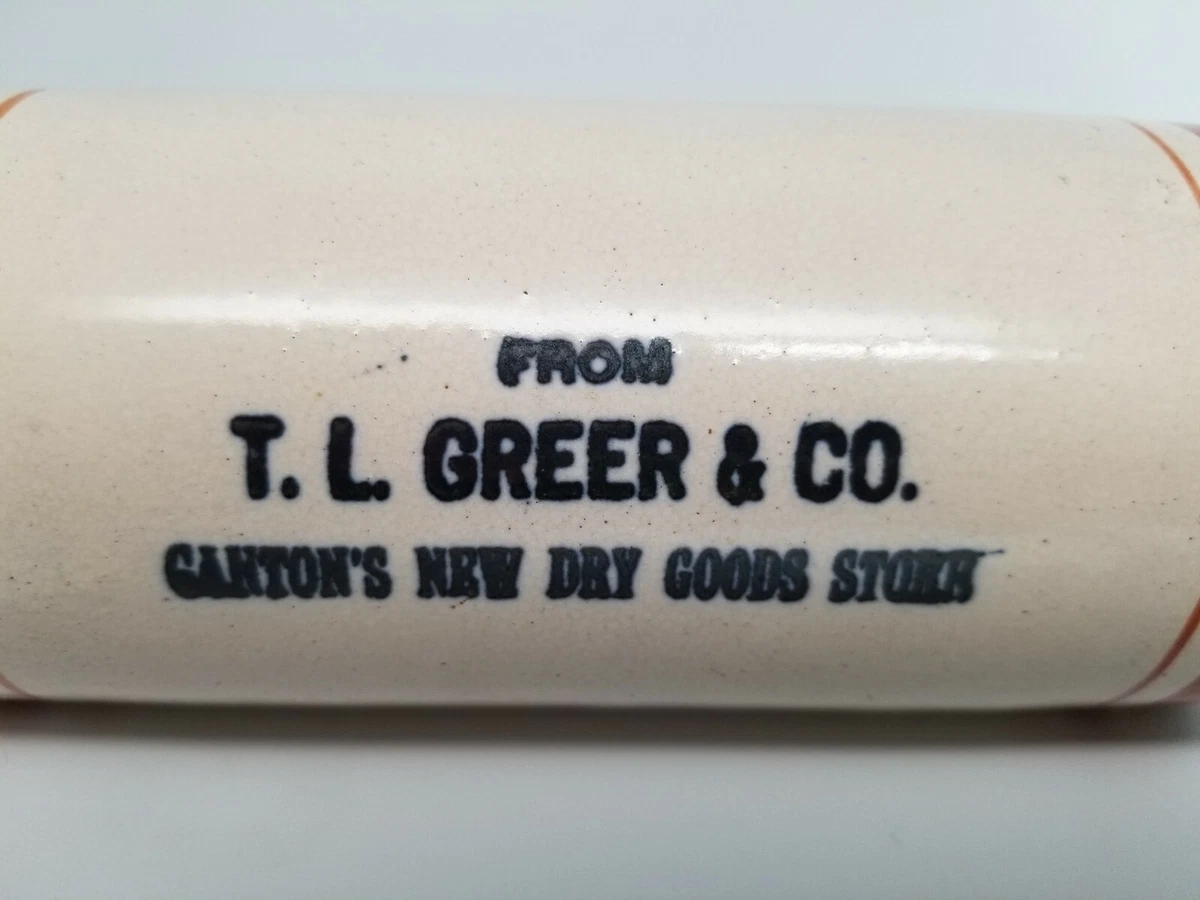 FROM
T. L. GREER & CO.
CANTON'S NEW DRY GOODS STORE